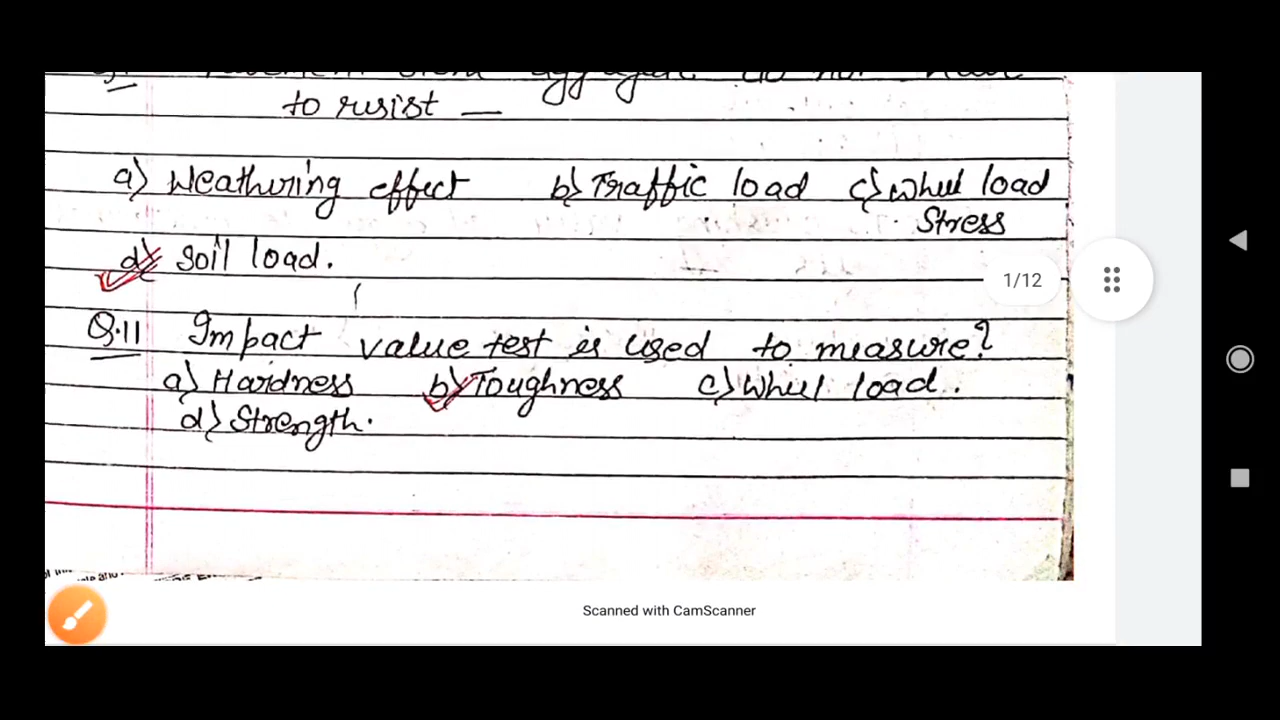 to resist —
a) Weathering effect b) Traffic load c) Wheel load
Stress
d) Soil load.
1/12
Q.11 Impact value test is used to measure?
a) Hardness b) Toughness c) Wheel load.
d) Strength.
Scanned with CamScanner